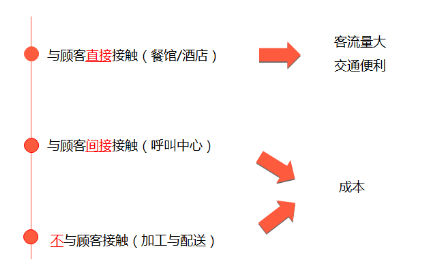 与顾客直接接触（餐馆/酒店）
客流量大
交通便利
与顾客间接接触（呼叫中心）
成本
不与顾客接触（加工与配送）